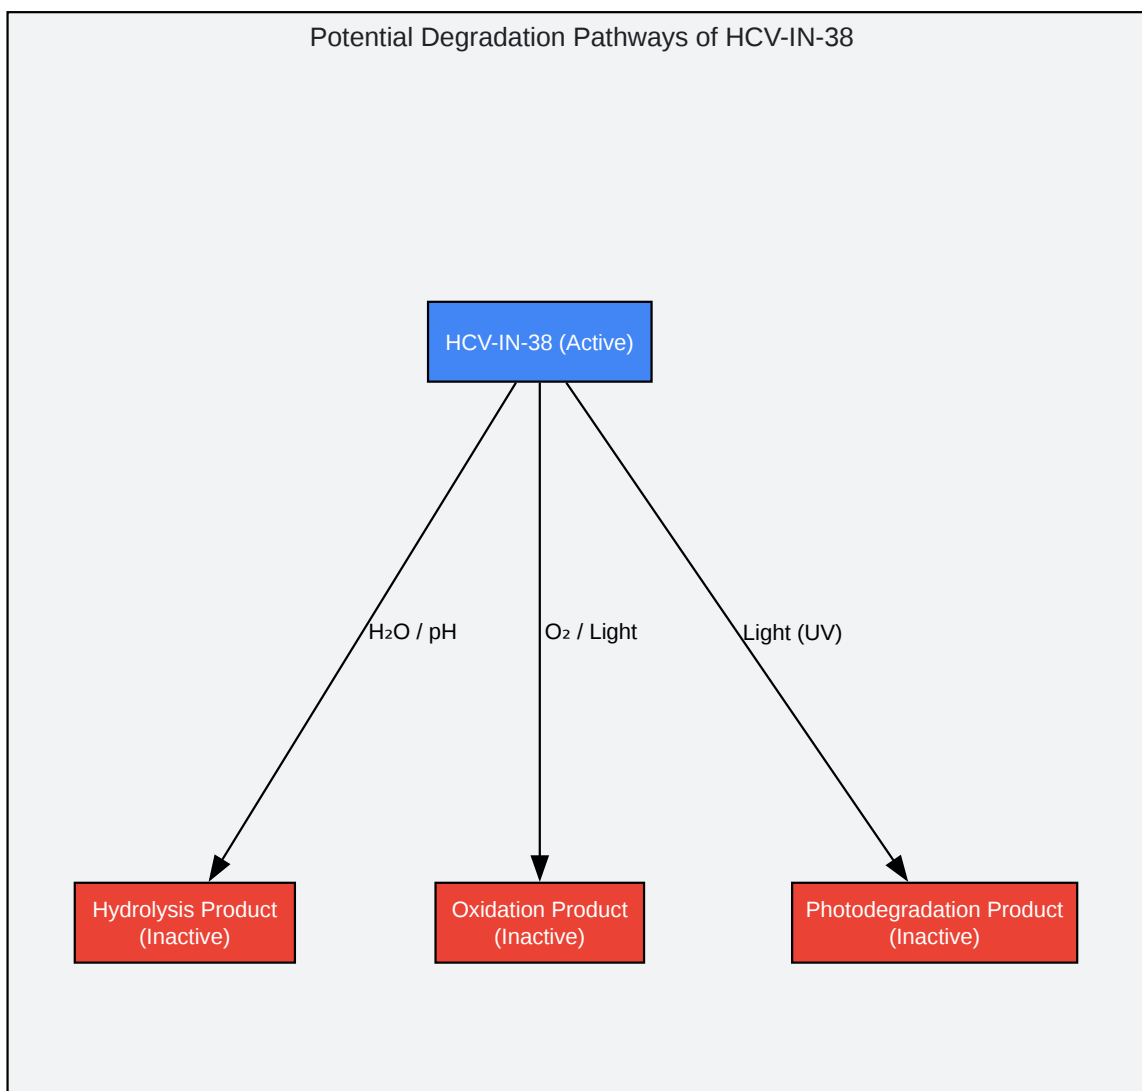 Potential Degradation Pathways of HCV-IN-38
HCV-IN-38 (Active)
H₂O / pH
O₂ / Light
Light (UV)
Hydrolysis Product
(Inactive)
Oxidation Product
(Inactive)
Photodegradation Product
(Inactive)